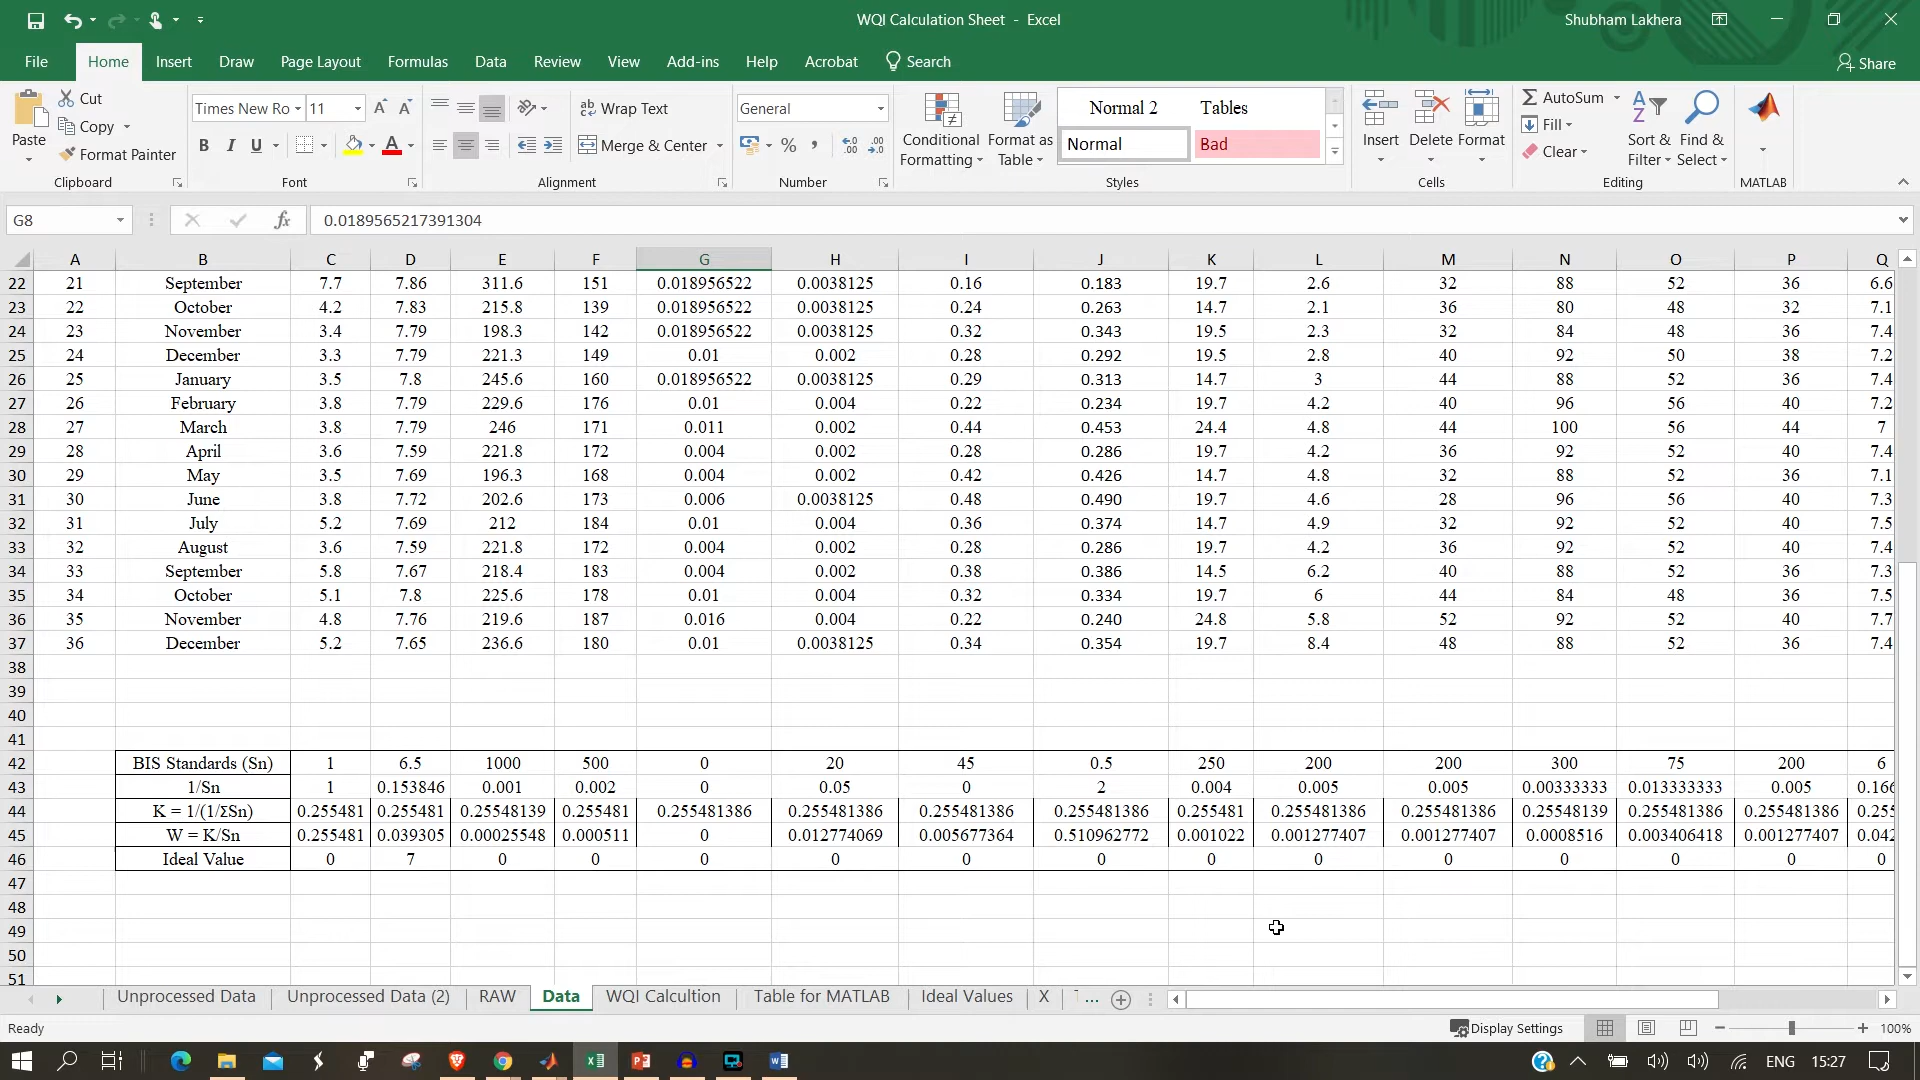 WQI Calculation Sheet - Excel
Shubham Lakhera
File Home Insert Draw Page Layout Formulas Data Review View Add-ins Help Acrobat Search Share
Paste Cut Copy Format Painter Clipboard
Times New Ro 11 B I U A A A Font
ab Wrap Text Merge & Center Alignment
General % , Number
Conditional Formatting Format as Table
Normal 2 Tables Normal Bad Styles
Insert Delete Format Cells
AutoSum Fill Clear Sort & Filter Find & Select Editing
MATLAB
G8 fx 0.0189565217391304
A B C D E F G H I J K L M N O P Q
22 21 September 7.7 7.86 311.6 151 0.018956522 0.0038125 0.16 0.183 19.7 2.6 32 88 52 36 6.6
23 22 October 4.2 7.83 215.8 139 0.018956522 0.0038125 0.24 0.263 14.7 2.1 36 80 48 32 7.1
24 23 November 3.4 7.79 198.3 142 0.018956522 0.0038125 0.32 0.343 19.5 2.3 32 84 48 36 7.4
25 24 December 3.3 7.79 221.3 149 0.01 0.002 0.28 0.292 19.5 2.8 40 92 50 38 7.2
26 25 January 3.5 7.8 245.6 160 0.018956522 0.0038125 0.29 0.313 14.7 3 44 88 52 36 7.4
27 26 February 3.8 7.79 229.6 176 0.01 0.004 0.22 0.234 19.7 4.2 40 96 56 40 7.2
28 27 March 3.8 7.79 246 171 0.011 0.002 0.44 0.453 24.4 4.8 44 100 56 44 7
29 28 April 3.6 7.59 221.8 172 0.004 0.002 0.28 0.286 19.7 4.2 36 92 52 40 7.4
30 29 May 3.5 7.69 196.3 168 0.004 0.002 0.42 0.426 14.7 4.8 32 88 52 36 7.1
31 30 June 3.8 7.72 202.6 173 0.006 0.0038125 0.48 0.490 19.7 4.6 28 96 56 40 7.3
32 31 July 5.2 7.69 212 184 0.01 0.004 0.36 0.374 14.7 4.9 32 92 52 40 7.5
33 32 August 3.6 7.59 221.8 172 0.004 0.002 0.28 0.286 19.7 4.2 36 92 52 40 7.4
34 33 September 5.8 7.67 218.4 183 0.004 0.002 0.38 0.386 14.5 6.2 40 88 52 36 7.3
35 34 October 5.1 7.8 225.6 178 0.01 0.004 0.32 0.334 19.7 6 44 84 48 36 7.5
36 35 November 4.8 7.76 219.6 187 0.016 0.004 0.22 0.240 24.8 5.8 52 92 52 40 7.7
37 36 December 5.2 7.65 236.6 180 0.01 0.0038125 0.34 0.354 19.7 8.4 48 88 52 36 7.4
38
39
40
41
42 BIS Standards (Sn) 1 6.5 1000 500 0 20 45 0.5 250 200 200 300 75 200 6
43 1/Sn 1 0.153846 0.001 0.002 0 0.05 0 2 0.004 0.005 0.005 0.00333333 0.013333333 0.005 0.166
44 K = 1/(1/ΣSn) 0.255481 0.255481 0.25548139 0.255481 0.255481386 0.255481386 0.255481386 0.255481386 0.255481 0.255481386 0.255481386 0.25548139 0.255481386 0.255481386 0.255
45 W = K/Sn 0.255481 0.039305 0.00025548 0.000511 0 0.012774069 0.005677364 0.510962772 0.001022 0.001277407 0.001277407 0.0008516 0.003406418 0.001277407 0.042
46 Ideal Value 0 7 0 0 0 0 0 0 0 0 0 0 0 0 0
47
48
49
50
51
Unprocessed Data Unprocessed Data (2) RAW Data WQI Calcultion Table for MATLAB Ideal Values X T ...
Ready Display Settings 100%
ENG 15:27